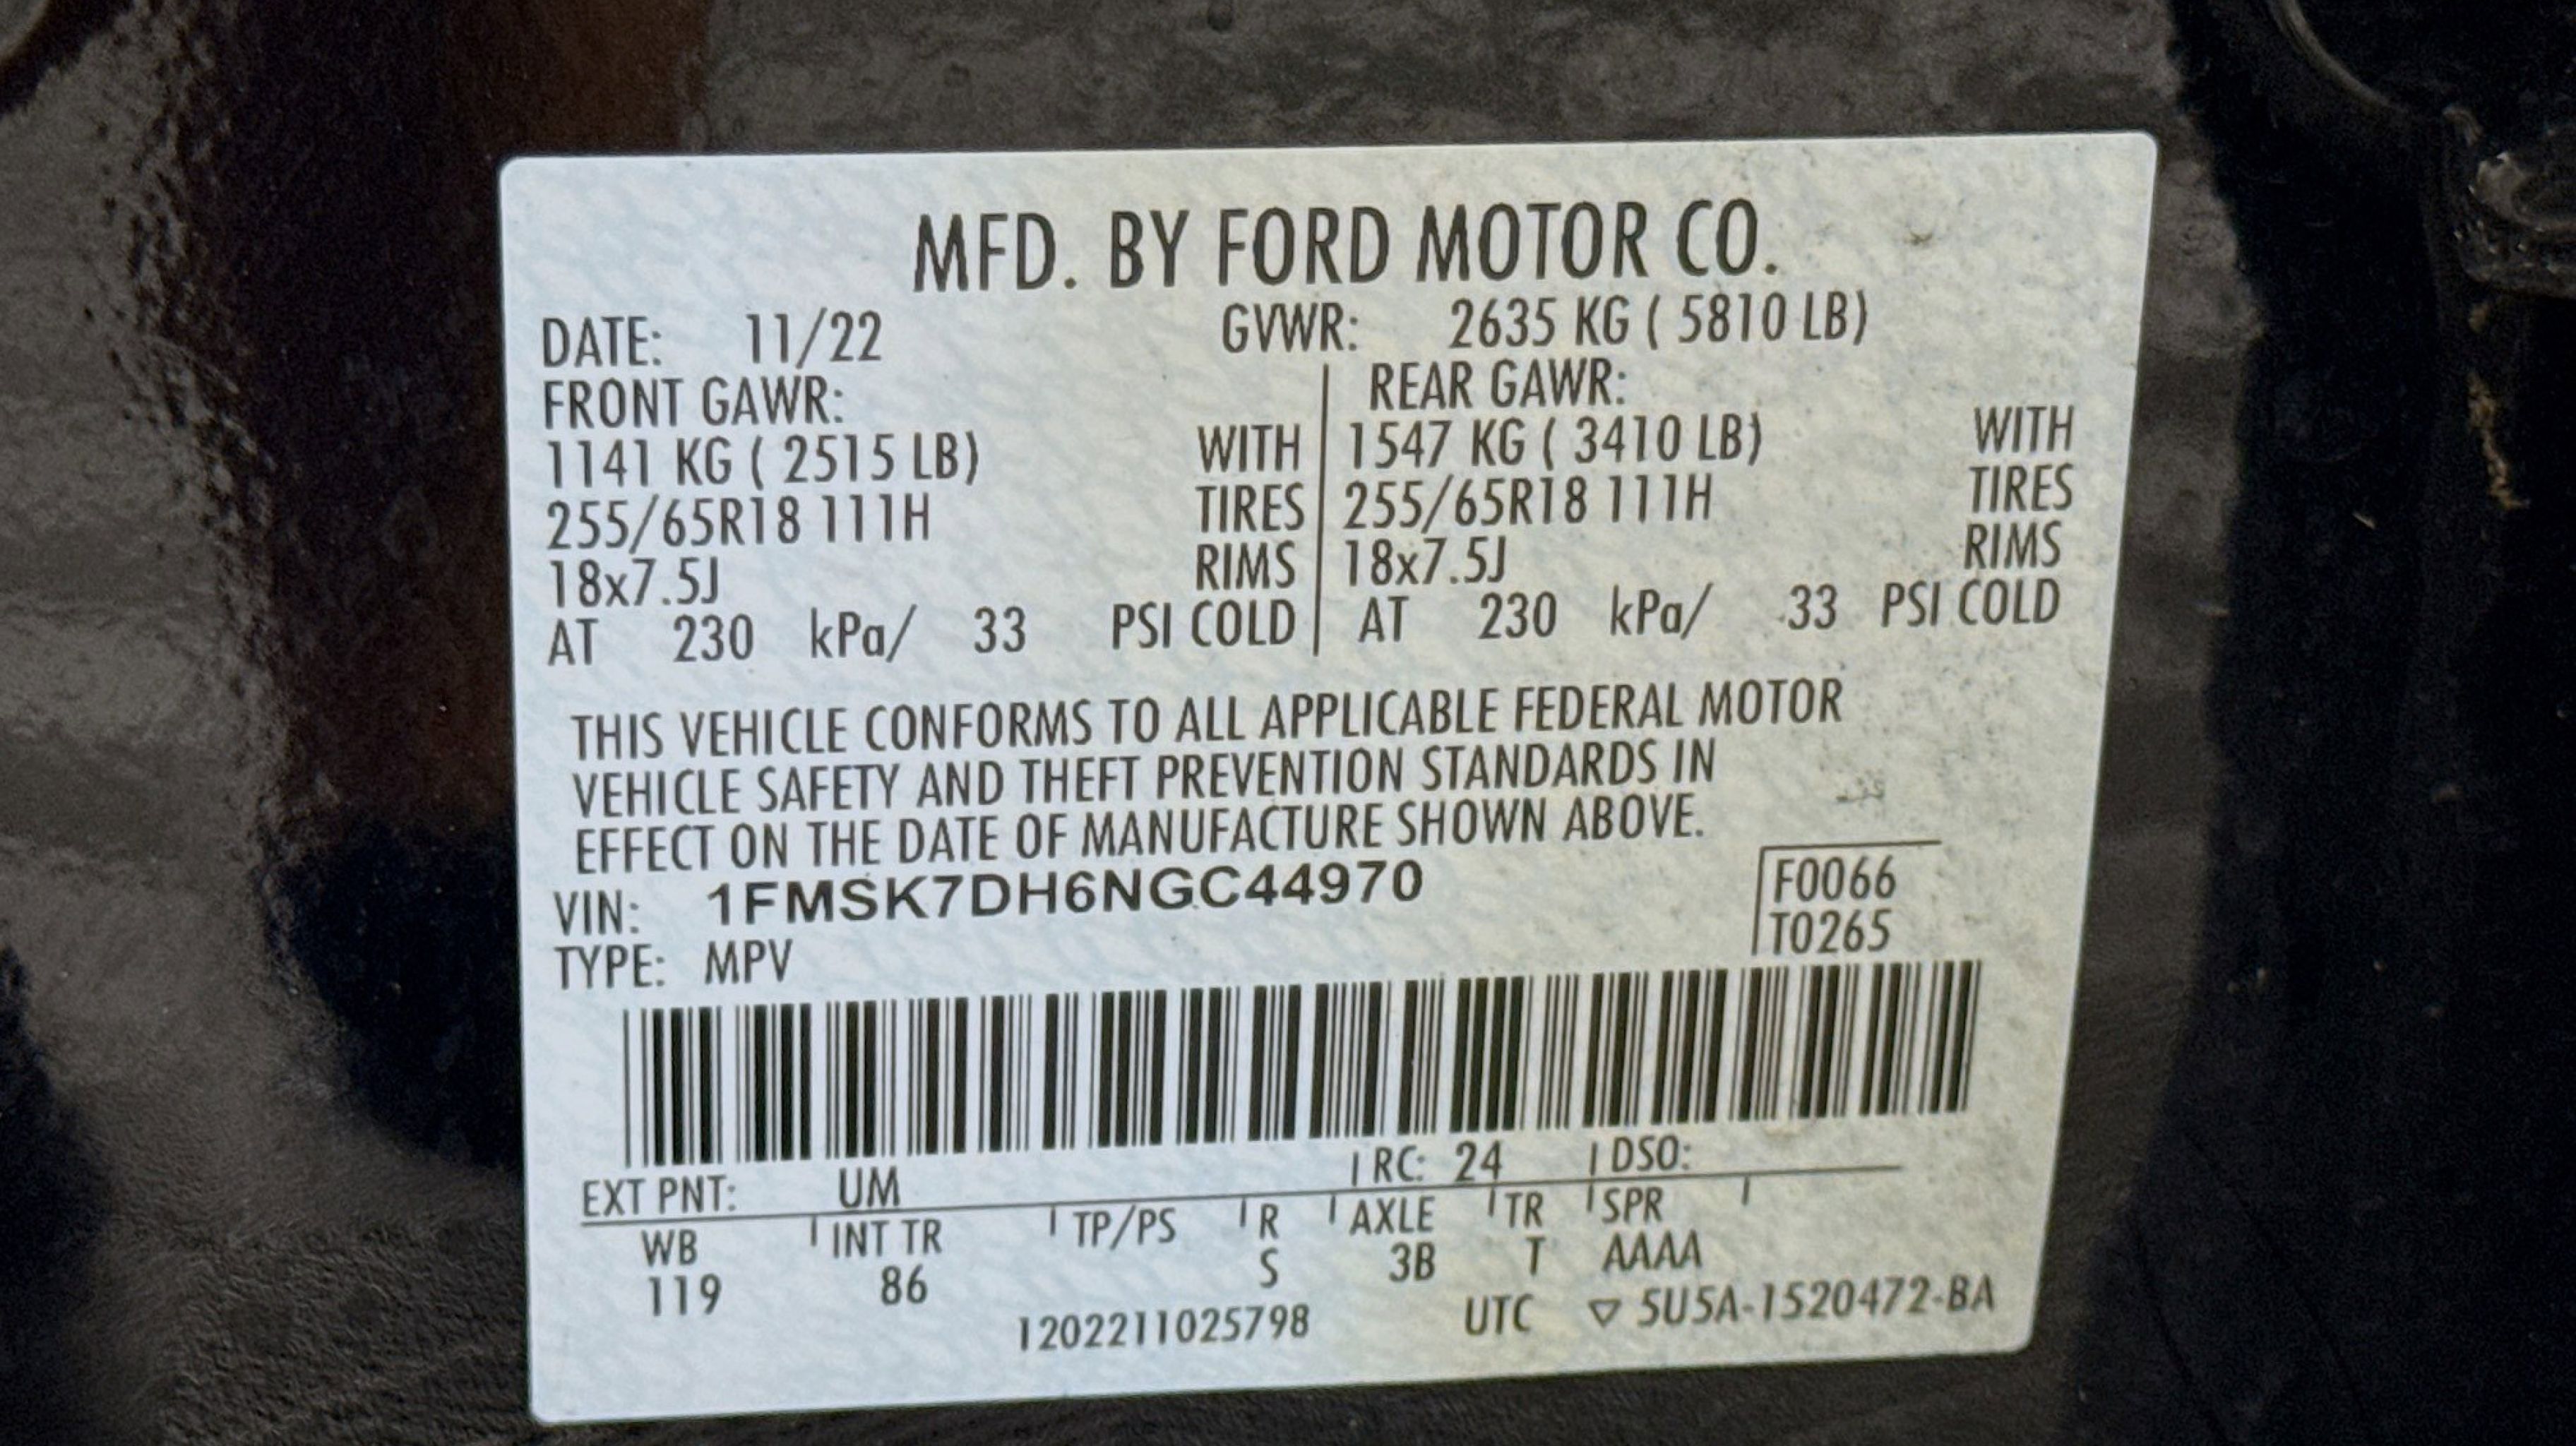 MFD. BY FORD MOTOR CO.
DATE: 11/22 GVWR: 2635 KG ( 5810 LB)
FRONT GAWR: REAR GAWR:
1141 KG ( 2515 LB) WITH 1547 KG ( 3410 LB) WITH
255/65R18 111H TIRES 255/65R18 111H TIRES
18x7.5J RIMS 18x7.5J RIMS
AT 230 kPa/ 33 PSI COLD AT 230 kPa/ 33 PSI COLD
THIS VEHICLE CONFORMS TO ALL APPLICABLE FEDERAL MOTOR
VEHICLE SAFETY AND THEFT PREVENTION STANDARDS IN
EFFECT ON THE DATE OF MANUFACTURE SHOWN ABOVE.
VIN: 1FMSK7DH6NGC44970 F0066
TYPE: MPV T0265
EXT PNT: UM RC: 24 DSO:
WB INT TR TP/PS R AXLE TR SPR
119 86 S 3B T AAAA
1202211025798 UTC ▽ 5U5A-1520472-BA